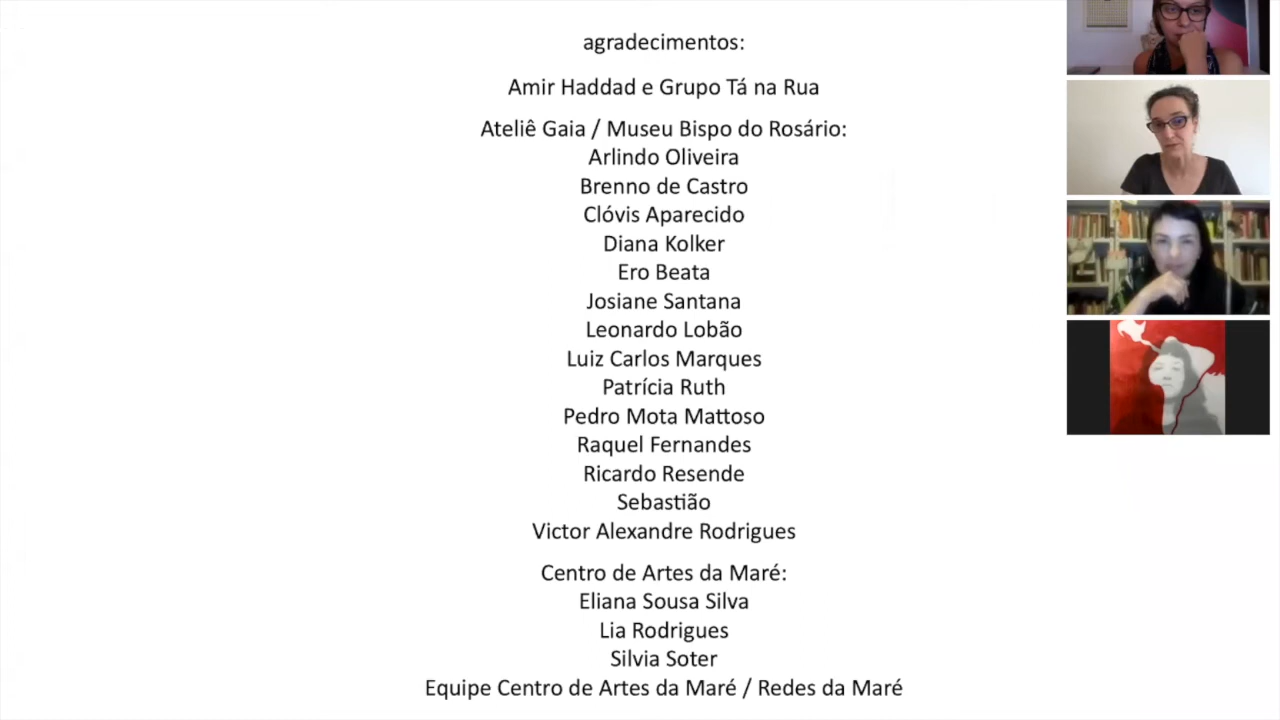 agradecimentos:
Amir Haddad e Grupo Tá na Rua
Ateliê Gaia / Museu Bispo do Rosário:
Arlindo Oliveira
Brenno de Castro
Clóvis Aparecido
Diana Kolker
Ero Beata
Josiane Santana
Leonardo Lobão
Luiz Carlos Marques
Patrícia Ruth
Pedro Mota Mattoso
Raquel Fernandes
Ricardo Resende
Sebastião
Victor Alexandre Rodrigues
Centro de Artes da Maré:
Eliana Sousa Silva
Lia Rodrigues
Silvia Soter
Equipe Centro de Artes da Maré / Redes da Maré